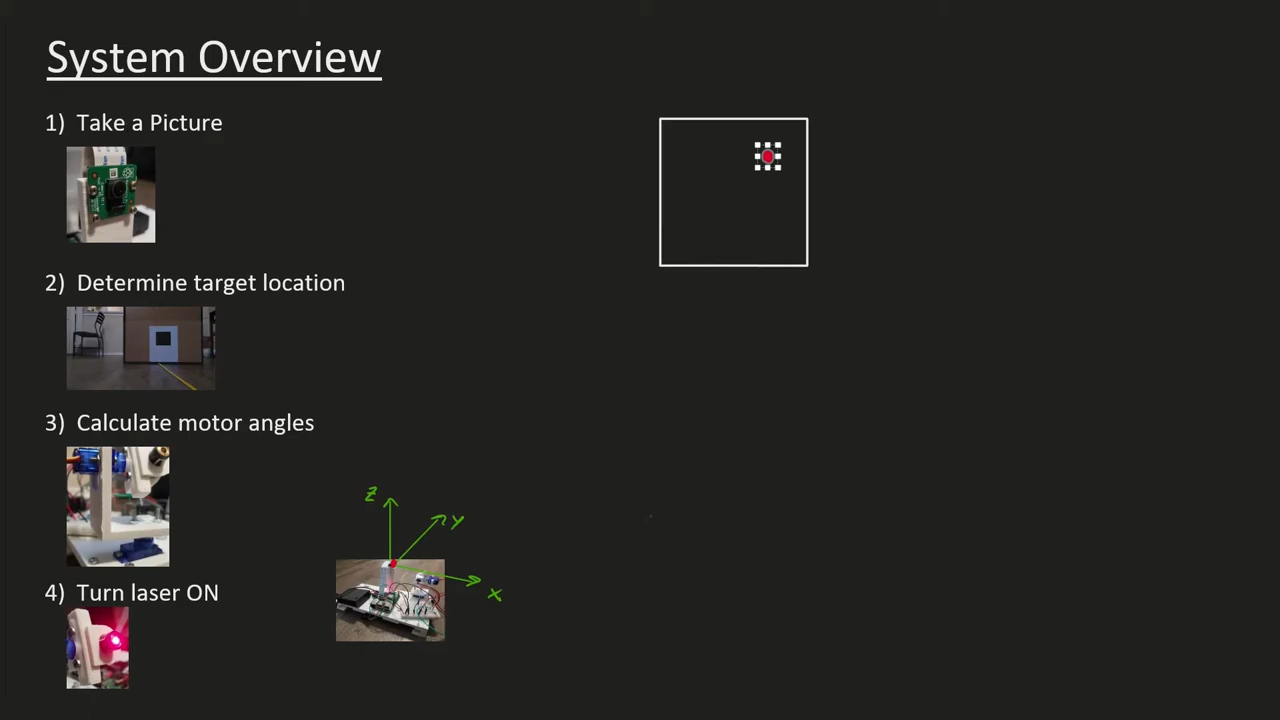 System Overview
1) Take a Picture
2) Determine target location
3) Calculate motor angles
z
y
x
4) Turn laser ON